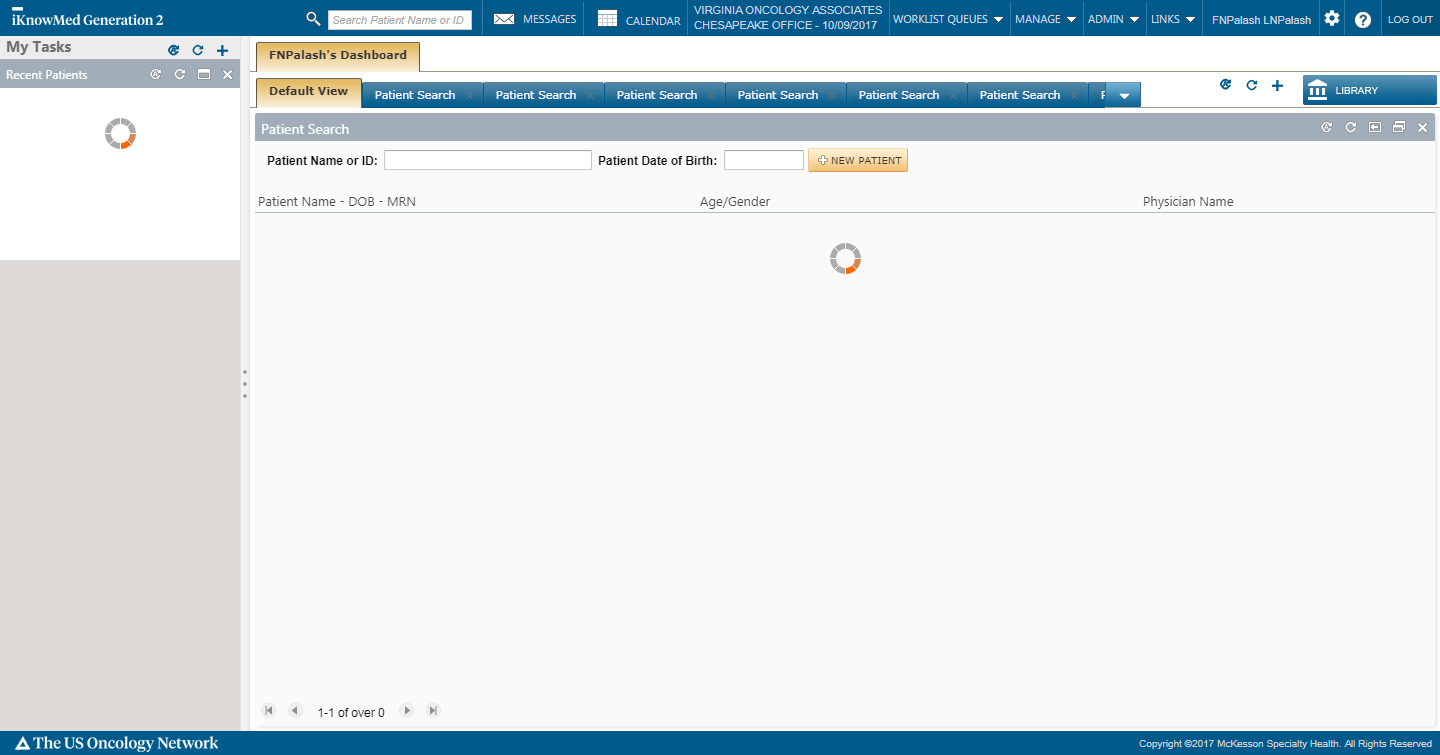 iKnowMed Generation 2
Search Patient Name or ID
MESSAGES
CALENDAR
VIRGINIA ONCOLOGY ASSOCIATES
CHESAPEAKE OFFICE - 10/09/2017
WORKLIST QUEUES
MANAGE
ADMIN
LINKS
FNPalash LNPalash
LOG OUT
My Tasks
FNPalash's Dashboard
Recent Patients
Default View
Patient Search
Patient Search
Patient Search
Patient Search
Patient Search
Patient Search
LIBRARY
Patient Search
Patient Name or ID:
Patient Date of Birth:
NEW PATIENT
Patient Name - DOB - MRN
Age/Gender
Physician Name
1-1 of over 0
The US Oncology Network
Copyright ©2017 McKesson Specialty Health. All Rights Reserved